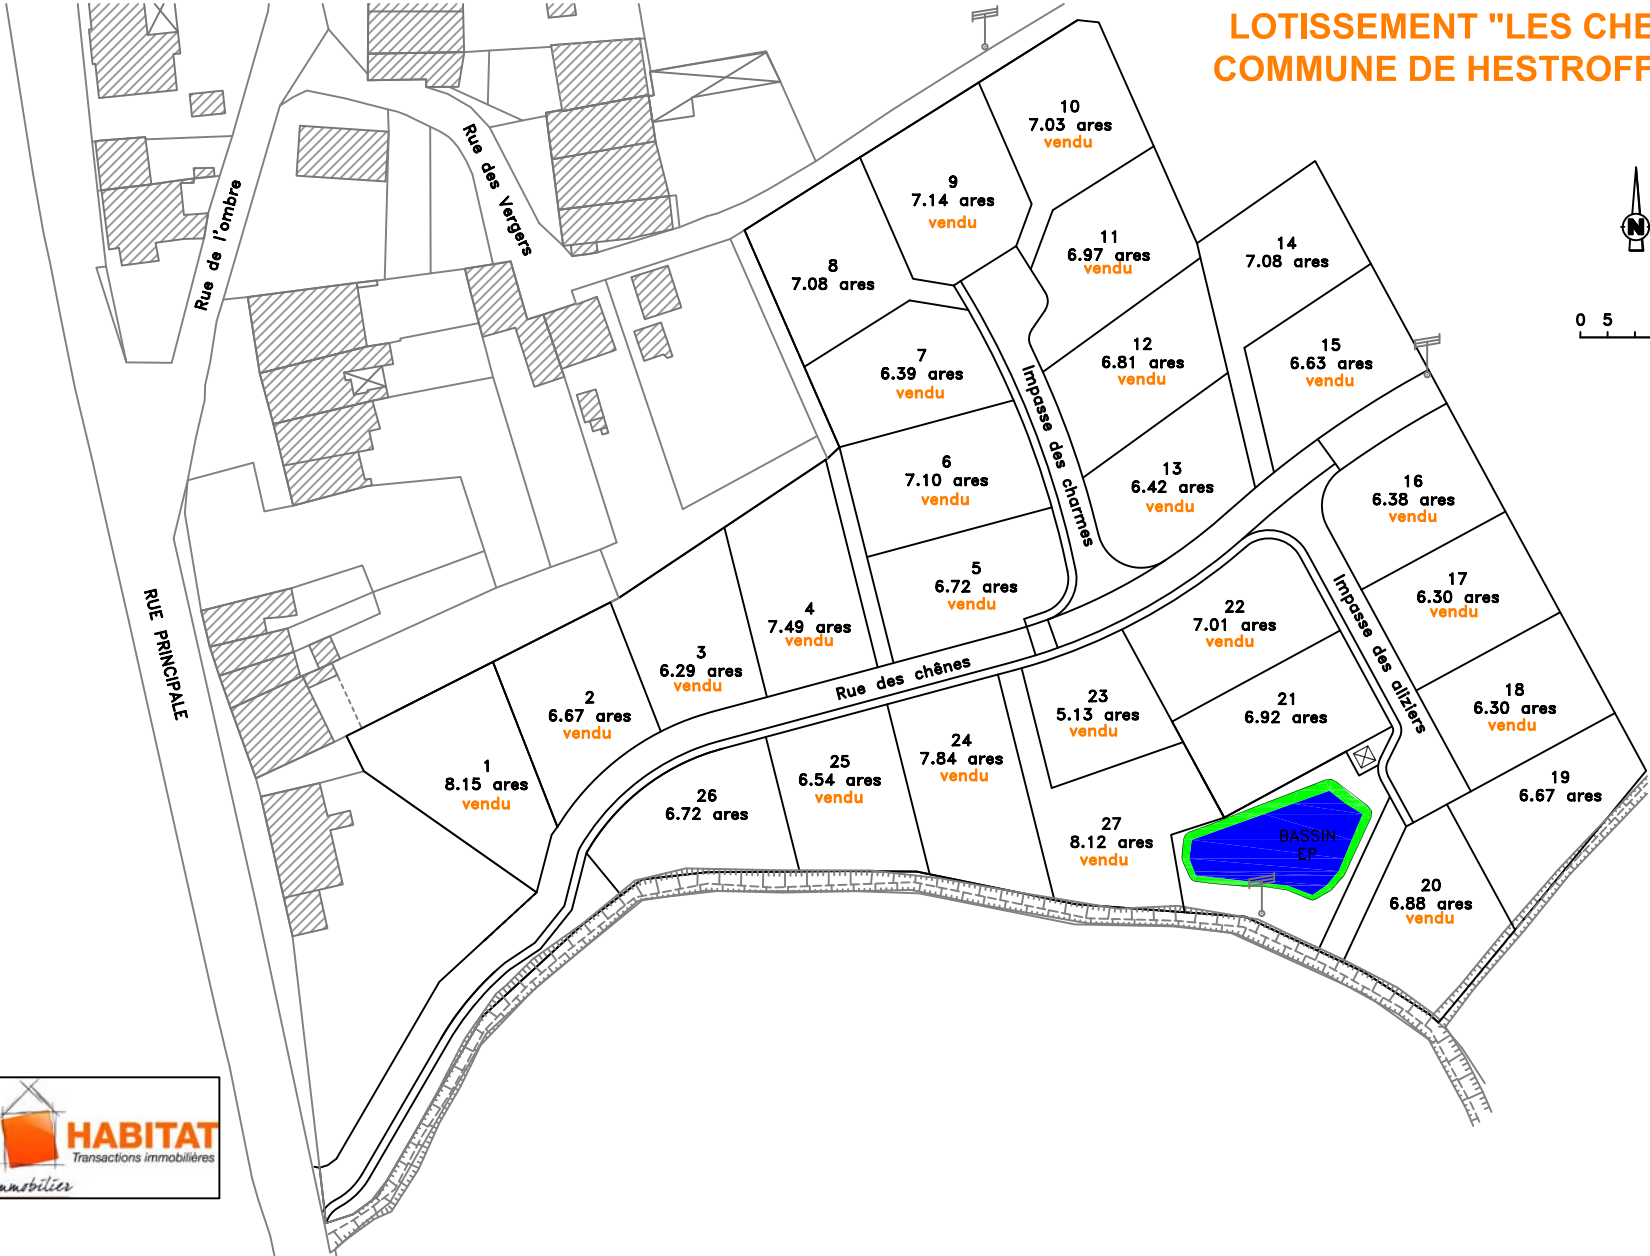 LOTISSEMENT "LES CHE
COMMUNE DE HESTROFF
10
7.03 ares
vendu
9
7.14 ares
vendu
11
6.97 ares
vendu
8
7.08 ares
14
7.08 ares
N
0 5
12
6.81 ares
vendu
15
6.63 ares
vendu
7
6.39 ares
vendu
6
7.10 ares
vendu
13
6.42 ares
vendu
16
6.38 ares
vendu
5
6.72 ares
vendu
17
6.30 ares
vendu
4
7.49 ares
vendu
22
7.01 ares
vendu
3
6.29 ares
vendu
2
6.67 ares
vendu
23
5.13 ares
vendu
21
6.92 ares
18
6.30 ares
vendu
1
8.15 ares
vendu
26
6.72 ares
25
6.54 ares
vendu
24
7.84 ares
vendu
19
6.67 ares
27
8.12 ares
vendu
BASSIN
EP
20
6.88 ares
vendu
Rue de l'ombre
Rue des Vergers
RUE PRINCIPALE
Impasse des charmes
Rue des chênes
Impasse des aliziers
HABITAT
Transactions immobilières
mmobilier